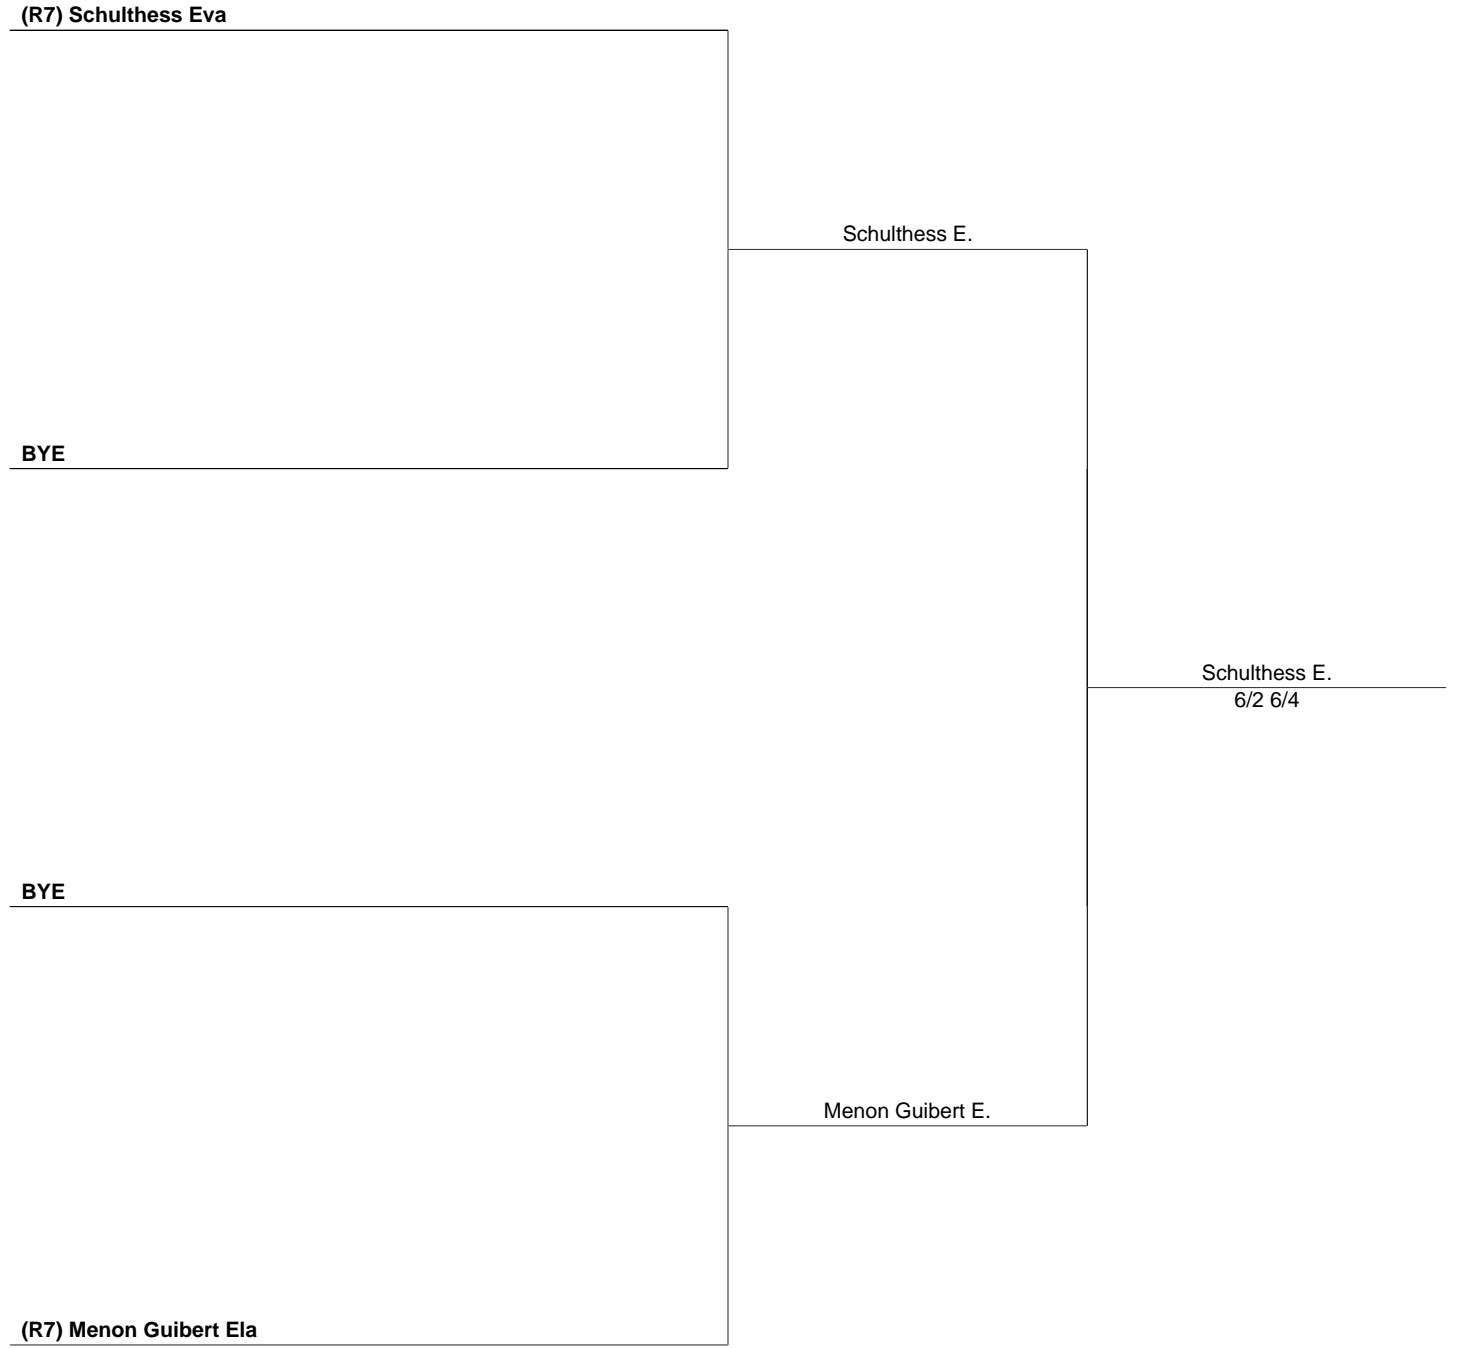 (R7) Schulthess Eva
Schulthess E.
BYE
Schulthess E.
6/2 6/4
BYE
Menon Guibert E.
(R7) Menon Guibert Ela